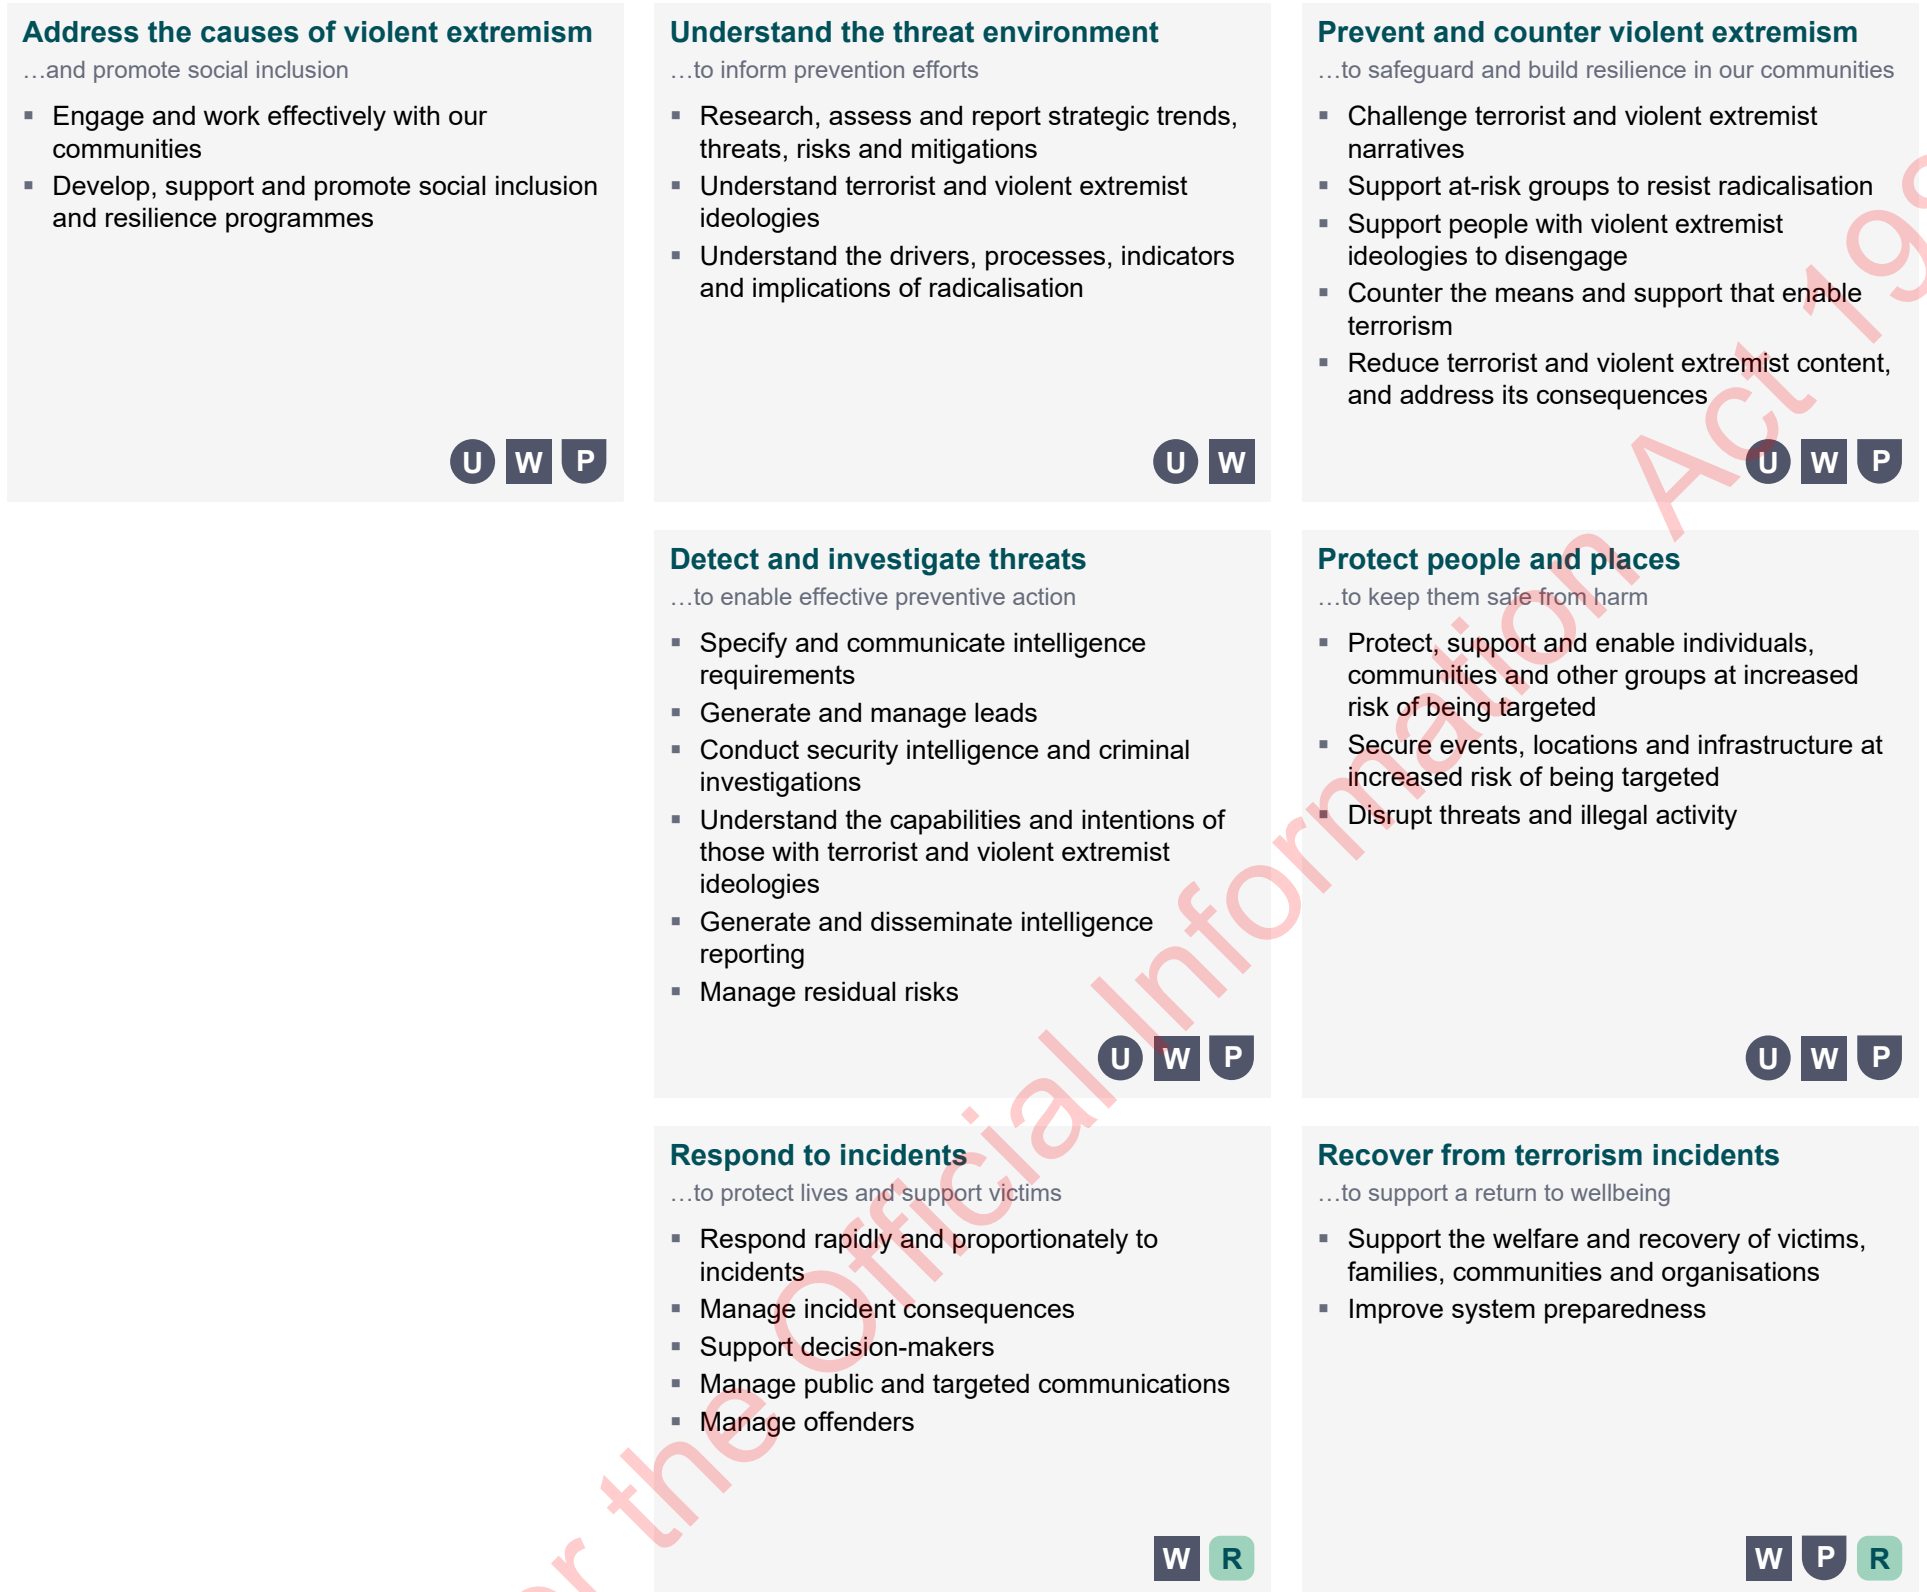 Address the causes of violent extremism
…and promote social inclusion
▪ Engage and work effectively with our
communities
▪ Develop, support and promote social inclusion
and resilience programmes
U W P
Understand the threat environment
…to inform prevention efforts
▪ Research, assess and report strategic trends,
threats, risks and mitigations
▪ Understand terrorist and violent extremist
ideologies
▪ Understand the drivers, processes, indicators
and implications of radicalisation
U W
Prevent and counter violent extremism
…to safeguard and build resilience in our communities
▪ Challenge terrorist and violent extremist
narratives
▪ Support at-risk groups to resist radicalisation
▪ Support people with violent extremist
ideologies to disengage
▪ Counter the means and support that enable
terrorism
▪ Reduce terrorist and violent extremist content,
and address its consequences
U W P
Detect and investigate threats
…to enable effective preventive action
▪ Specify and communicate intelligence
requirements
▪ Generate and manage leads
▪ Conduct security intelligence and criminal
investigations
▪ Understand the capabilities and intentions of
those with terrorist and violent extremist
ideologies
▪ Generate and disseminate intelligence
reporting
▪ Manage residual risks
U W P
Protect people and places
…to keep them safe from harm
▪ Protect, support and enable individuals,
communities and other groups at increased
risk of being targeted
▪ Secure events, locations and infrastructure at
increased risk of being targeted
▪ Disrupt threats and illegal activity
U W P
Respond to incidents
…to protect lives and support victims
▪ Respond rapidly and proportionately to
incidents
▪ Manage incident consequences
▪ Support decision-makers
▪ Manage public and targeted communications
▪ Manage offenders
W R
Recover from terrorism incidents
…to support a return to wellbeing
▪ Support the welfare and recovery of victims,
families, communities and organisations
▪ Improve system preparedness
W P R
the Official Information Act